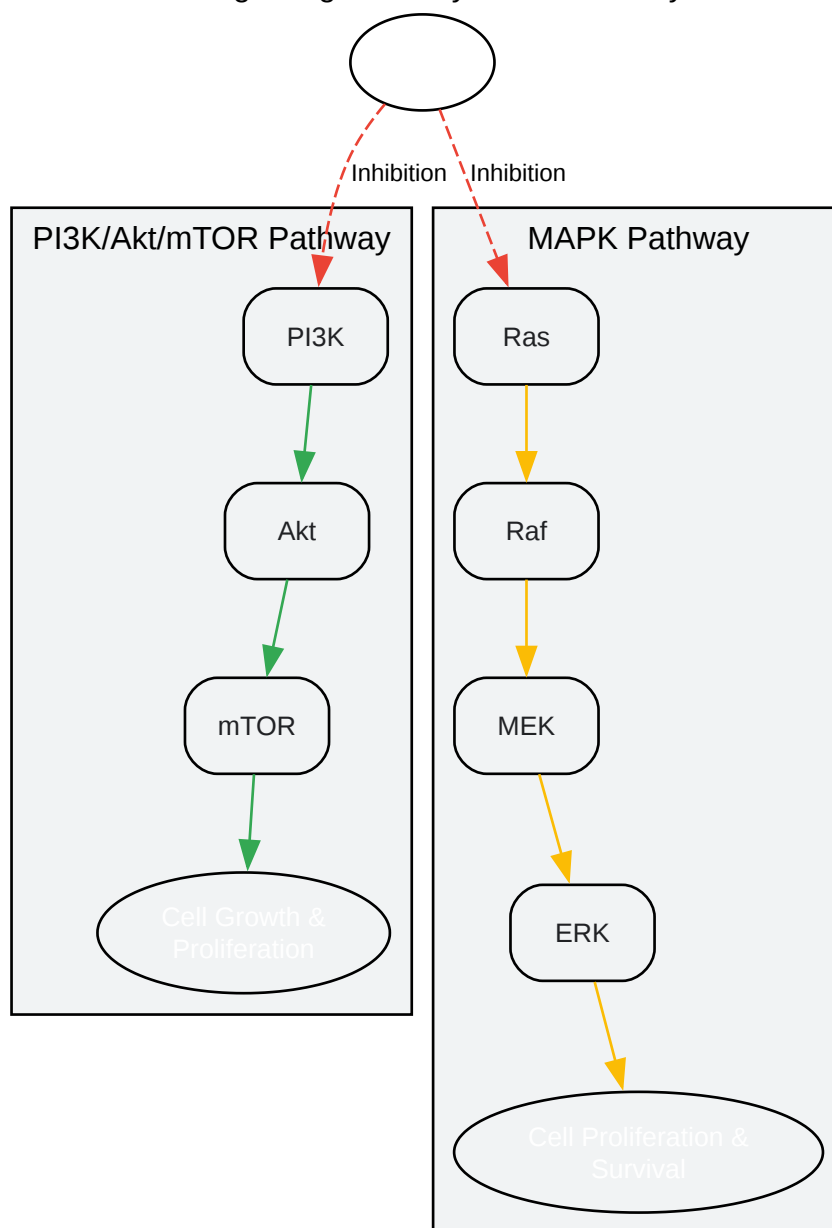 Inhibition
Inhibition
PI3K/Akt/mTOR Pathway
PI3K
Akt
mTOR
Cell Growth &
Proliferation
MAPK Pathway
Ras
Raf
MEK
ERK
Cell Proliferation &
Survival